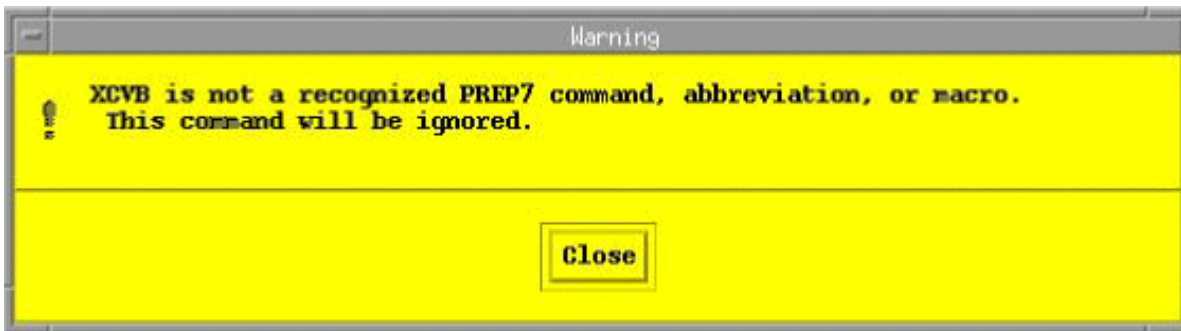 Warning
XCVB is not a recognized PREP7 command, abbreviation, or macro.
This command will be ignored.
Close